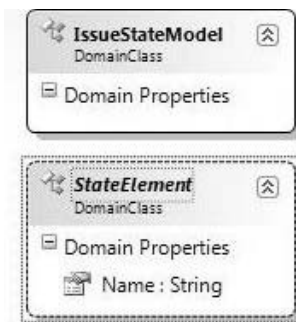 IssueStateModel
DomainClass
Domain Properties
StateElement
DomainClass
Domain Properties
Name : String